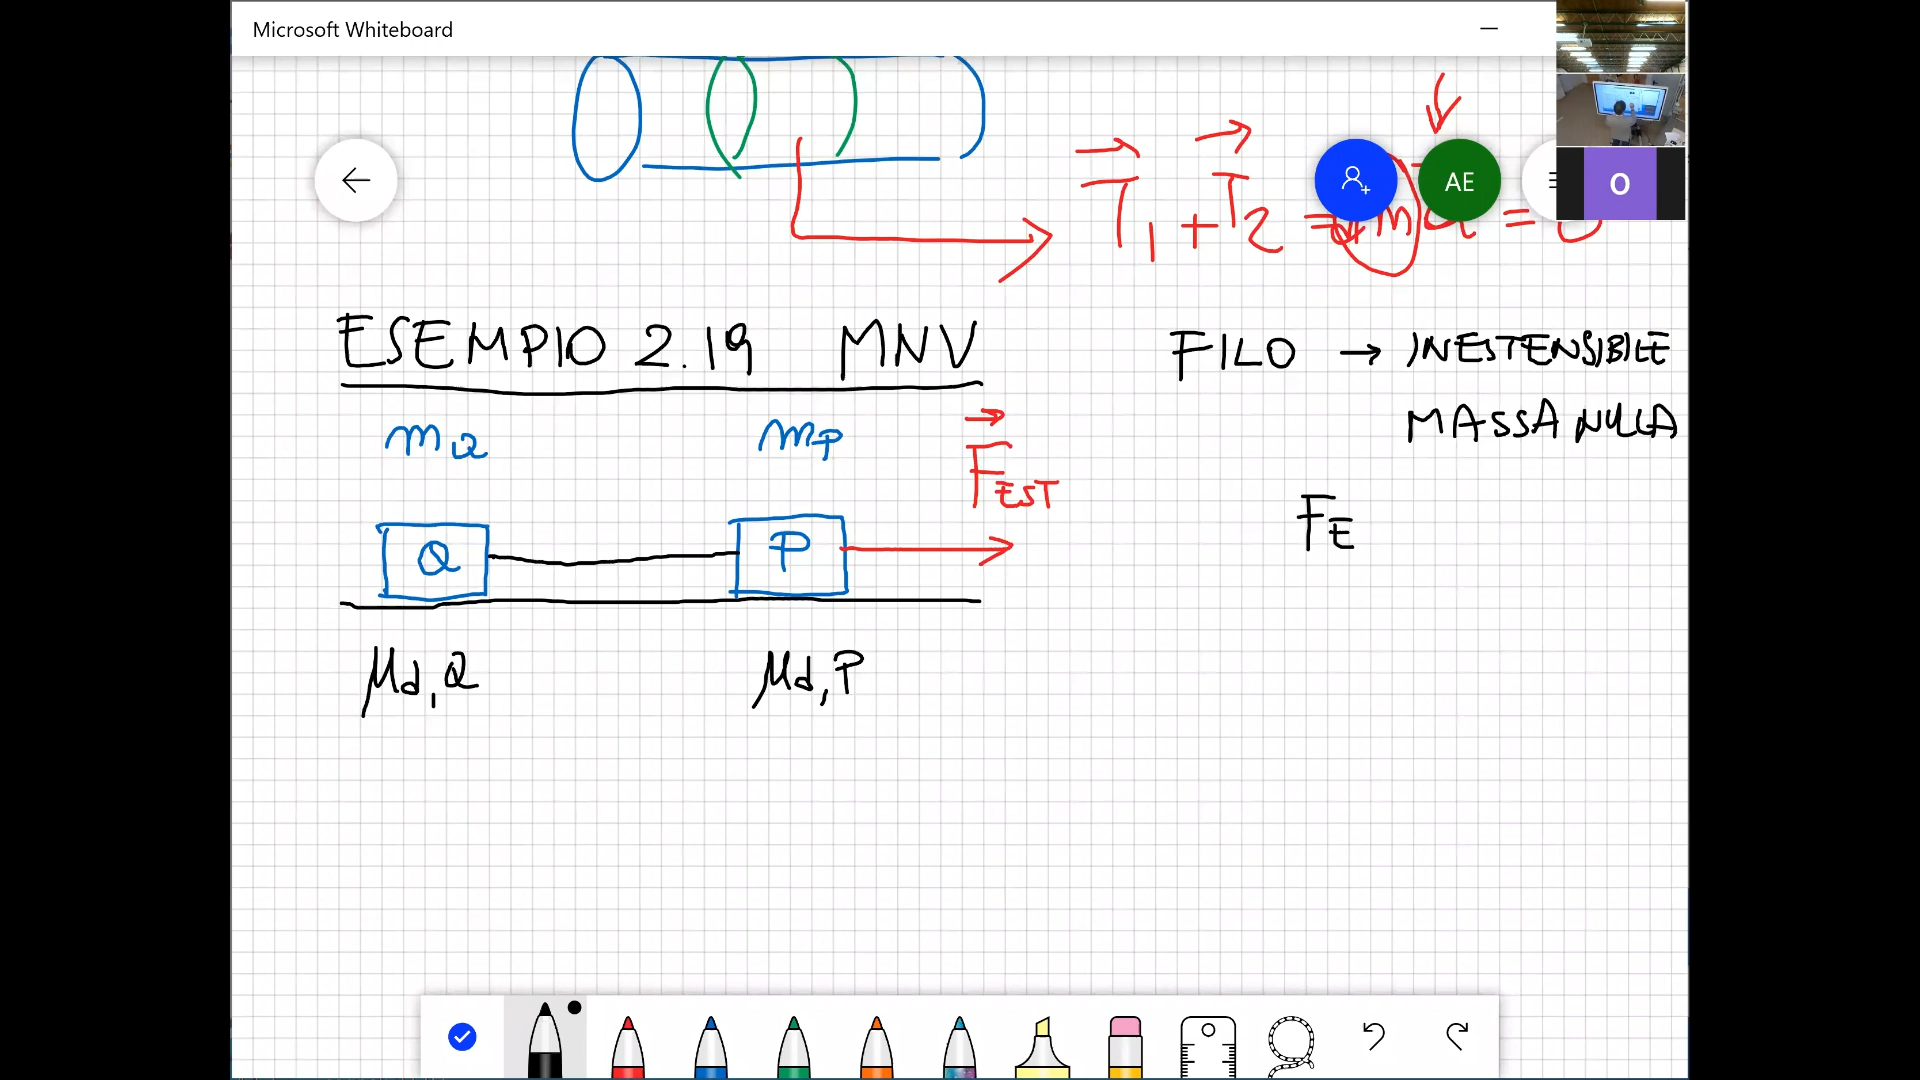 Microsoft Whiteboard
AE
O
T1 + T2 =
ESEMPIO 2.19 MNV
FILO → INESTENSIBILE
MASSA NULLA
mQ
mP
FEST
FE
Q
P
μd,Q
μd,P